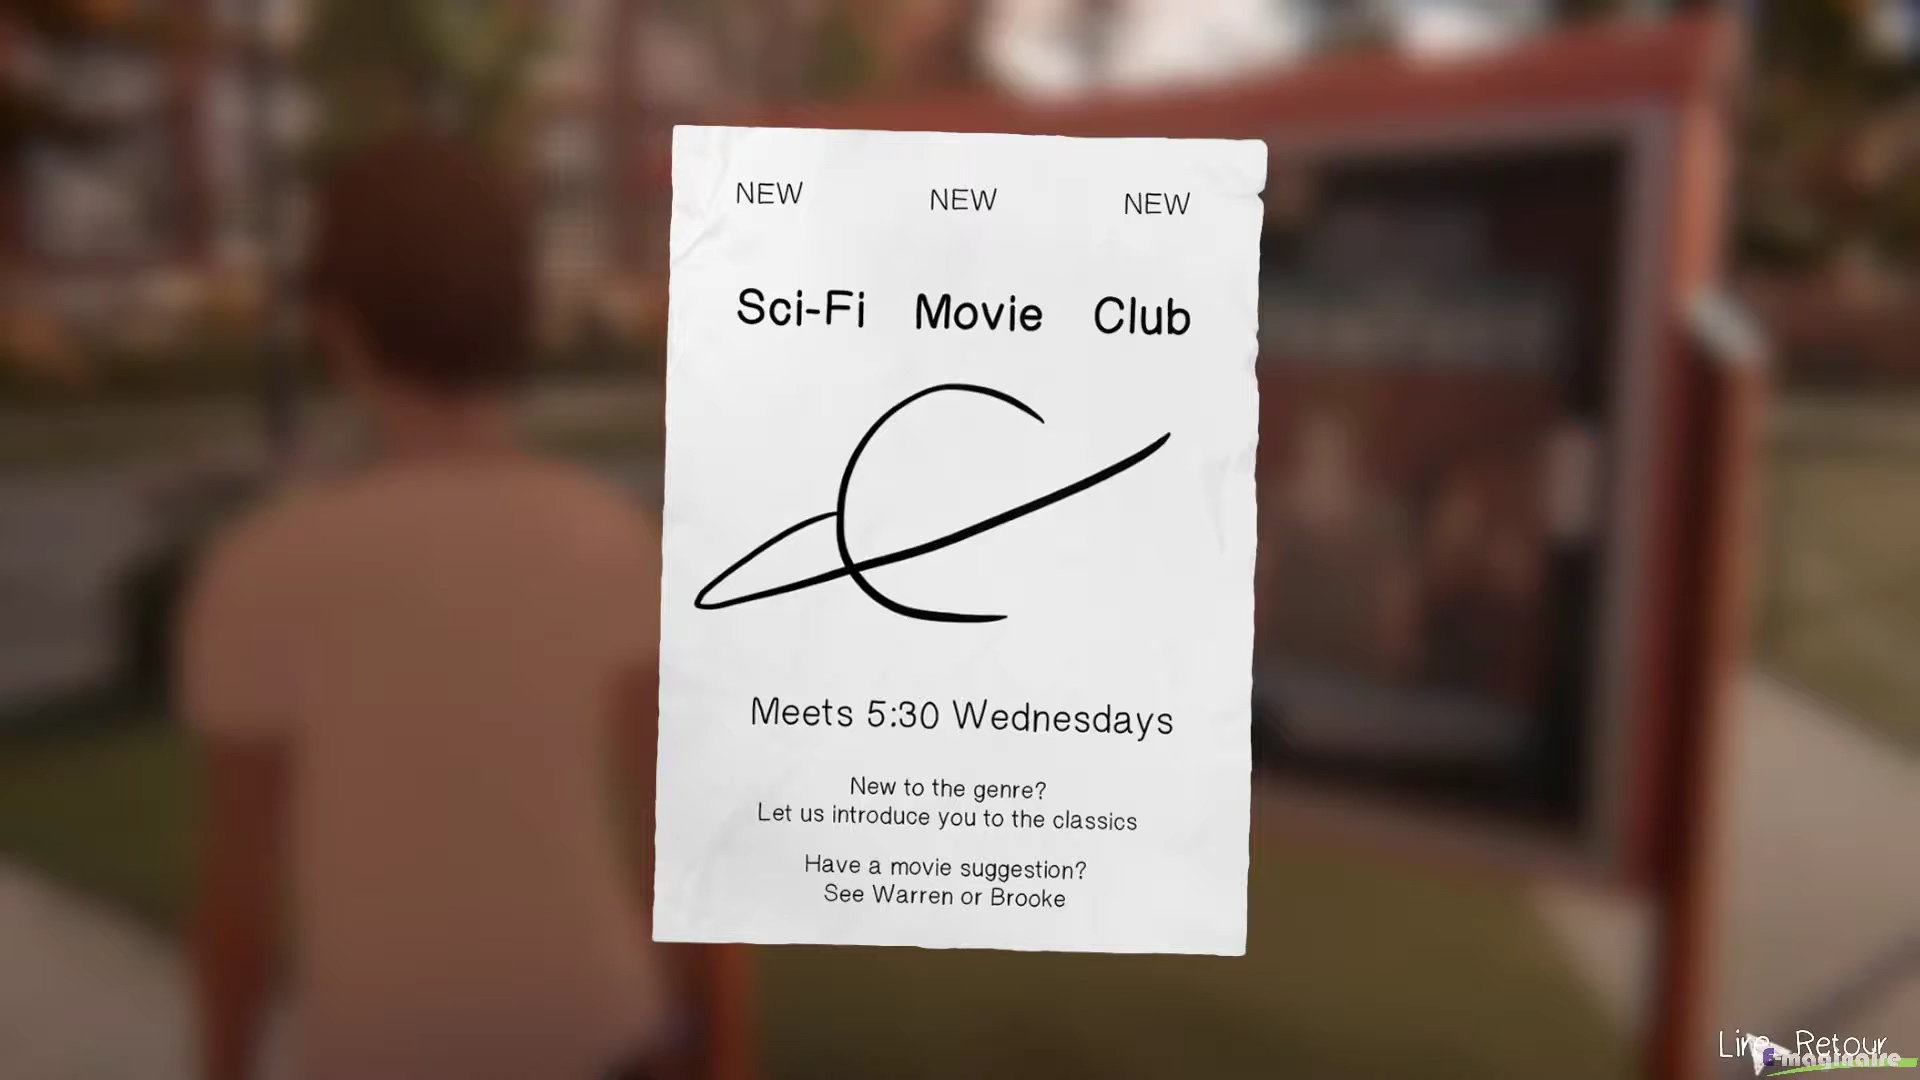 NEW NEW NEW
Sci-Fi Movie Club
Meets 5:30 Wednesdays
New to the genre?
Let us introduce you to the classics
Have a movie suggestion?
See Warren or Brooke
Lire Retour
E-maginaire